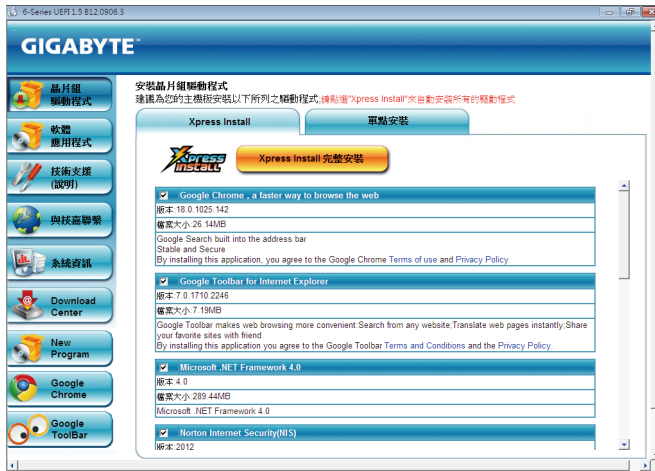 6-Series UEFI 1.5 B12.0906.3
GIGABYTE™
晶片組
驅動程式
軟體
應用程式
技術支援
(說明)
與技嘉聯繫
系統資訊
Download
Center
New
Program
Google
Chrome
Google
ToolBar
安裝晶片組驅動程式
建議為您的主機板安裝以下所列之驅動程式,請點選"Xpress Install"來自動安裝所有的驅動程式
Xpress Install
單點安裝
Xpress
Install
Xpress Install 完整安裝
Google Chrome , a faster way to browse the web
版本:18.0.1025.142
檔案大小:26.14MB
Google Search built into the address bar
Stable and Secure
By installing this application, you agree to the Google Chrome Terms of use and Privacy Policy.
Google Toolbar for Internet Explorer
版本:7.0.1710.2246
檔案大小:7.19MB
Google Toolbar makes web browsing more convenient:Search from any website;Translate web pages instantly;Share
your favorite sites with friend.
By installing this application you agree to the Google Toolbar Terms and Conditions and the Privacy Policy.
Microsoft .NET Framework 4.0
版本:4.0
檔案大小:289.44MB
Microsoft .NET Framework 4.0
Norton Internet Security(NIS)
版本:2012